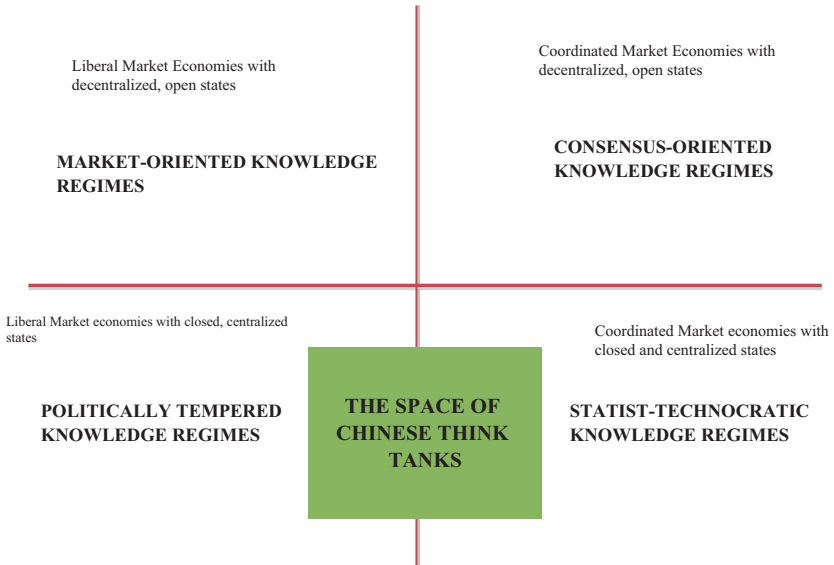 Liberal Market Economies with
decentralized, open states
Coordinated Market Economies with
decentralized, open states
MARKET-ORIENTED KNOWLEDGE
REGIMES
CONSENSUS-ORIENTED
KNOWLEDGE REGIMES
Liberal Market economies with closed, centralized
states
Coordinated Market economies with
closed and centralized states
POLITICALLY TEMPERED
KNOWLEDGE REGIMES
THE SPACE OF
CHINESE THINK
TANKS
STATIST-TECHNOCRATIC
KNOWLEDGE REGIMES